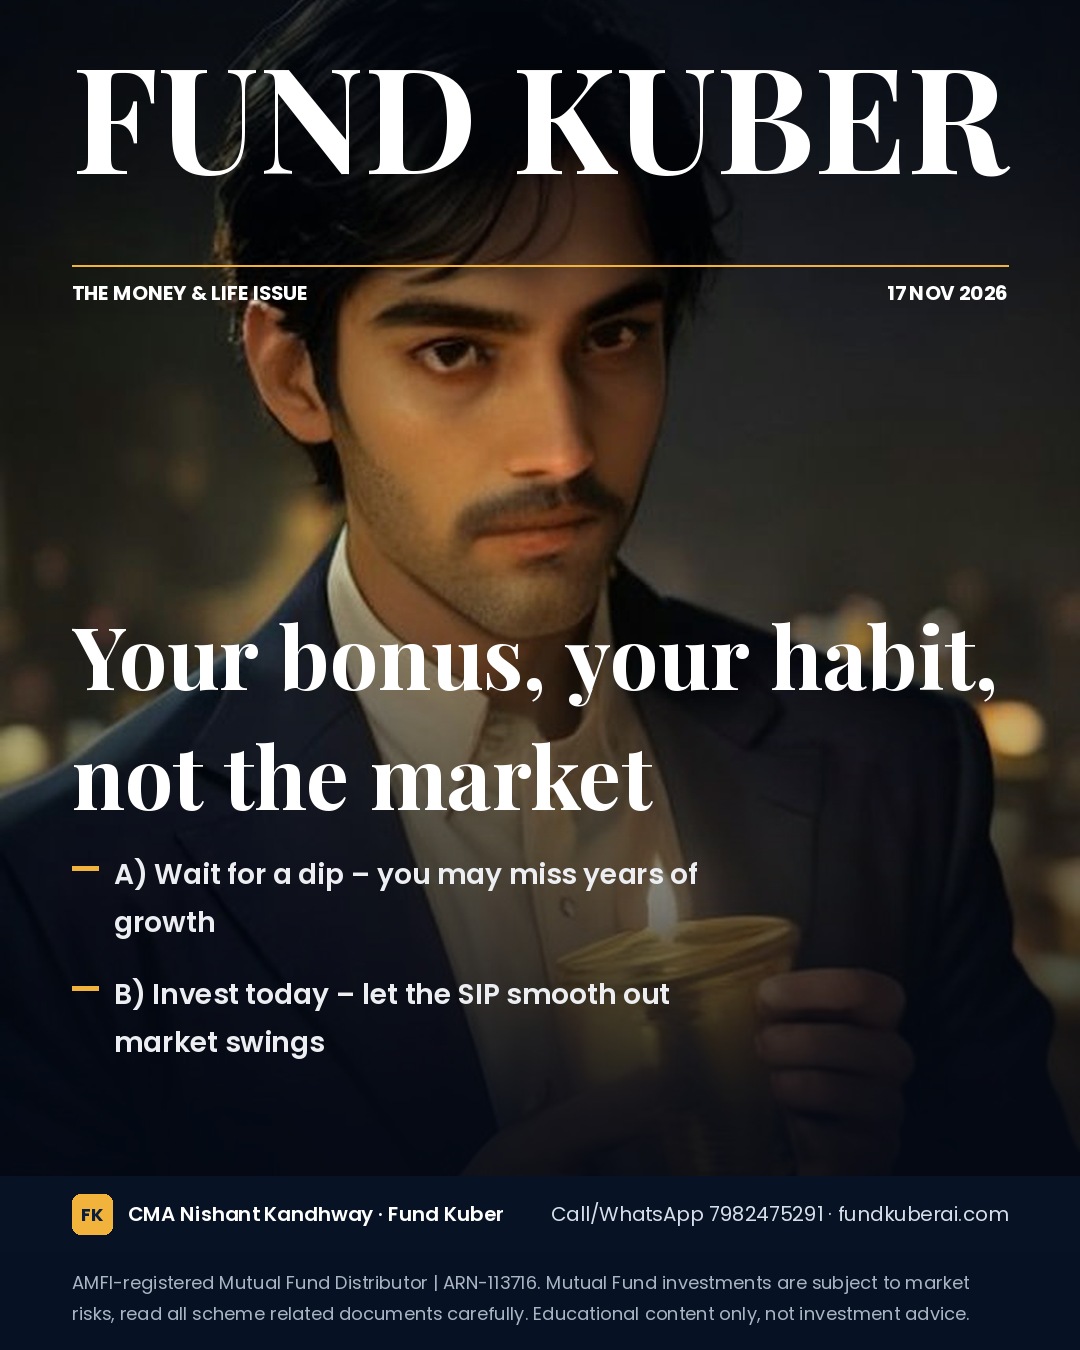 FUND KUBER
THE MONEY & LIFE ISSUE
17 NOV 2026
Your bonus, your habit,
not the market
A) Wait for a dip – you may miss years of
growth
B) Invest today – let the SIP smooth out
market swings
FK
CMA Nishant Kandhway · Fund Kuber
Call/WhatsApp 7982475291 · fundkuberai.com
AMFI-registered Mutual Fund Distributor | ARN-113716. Mutual Fund investments are subject to market
risks, read all scheme related documents carefully. Educational content only, not investment advice.